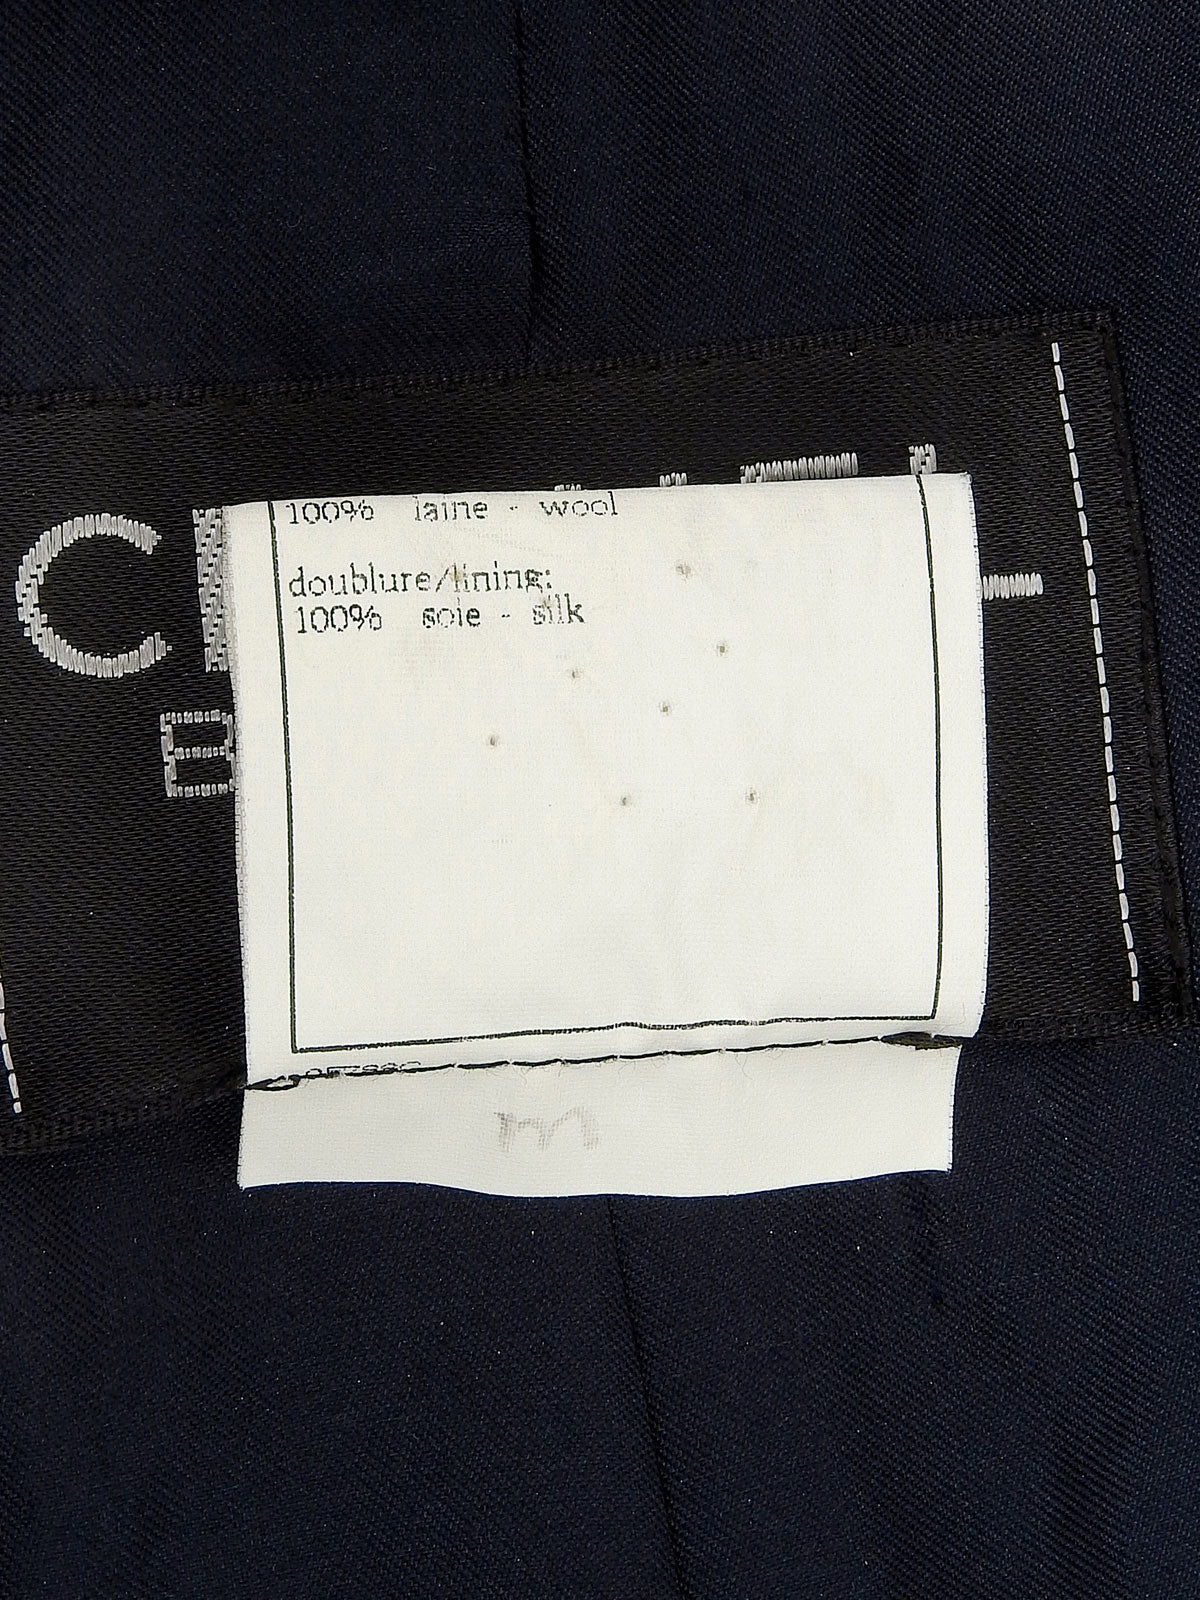 C
B
100% laine - wool
doublure/lining:
100% soie - silk
m